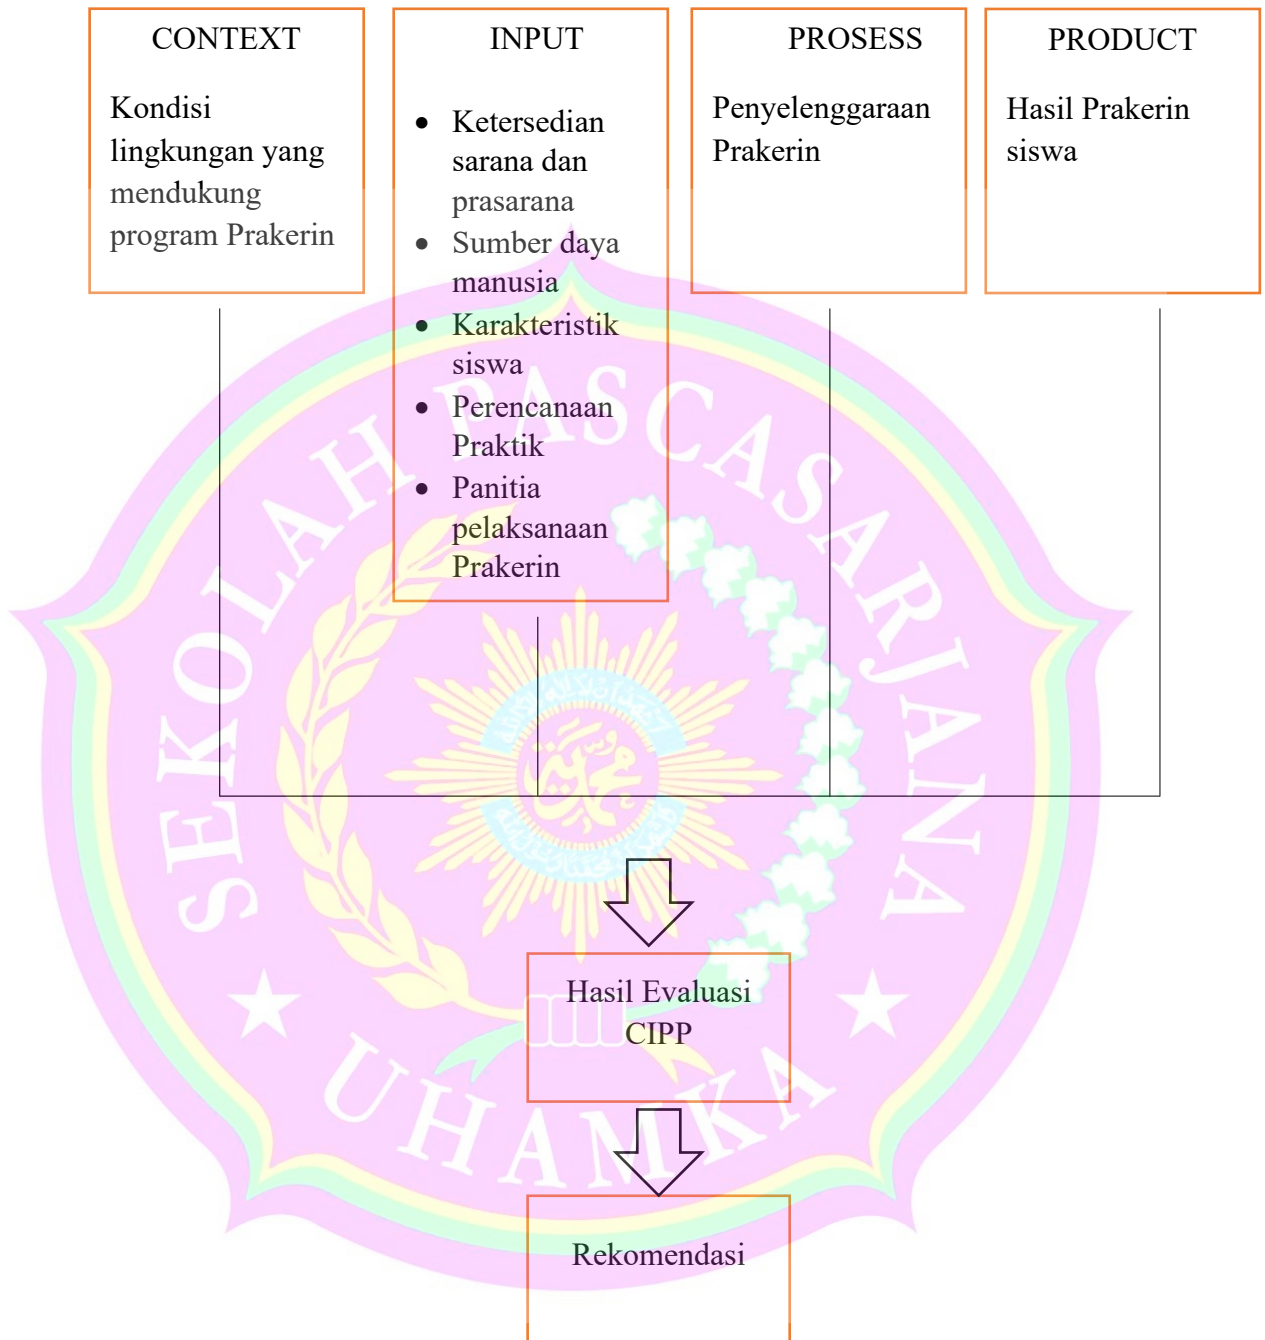 CONTEXT
Kondisi
lingkungan yang
mendukung
program Prakerin
INPUT
• Ketersedian
sarana dan
prasarana
• Sumber daya
manusia
• Karakteristik
siswa
• Perencanaan
Praktik
• Panitia
pelaksanaan
Prakerin
PROSESS
Penyelenggaraan
Prakerin
PRODUCT
Hasil Prakerin
siswa
SEKOLAH PASCASARJANA
محمدية
UHAMKA
Hasil Evaluasi
CIPP
Rekomendasi